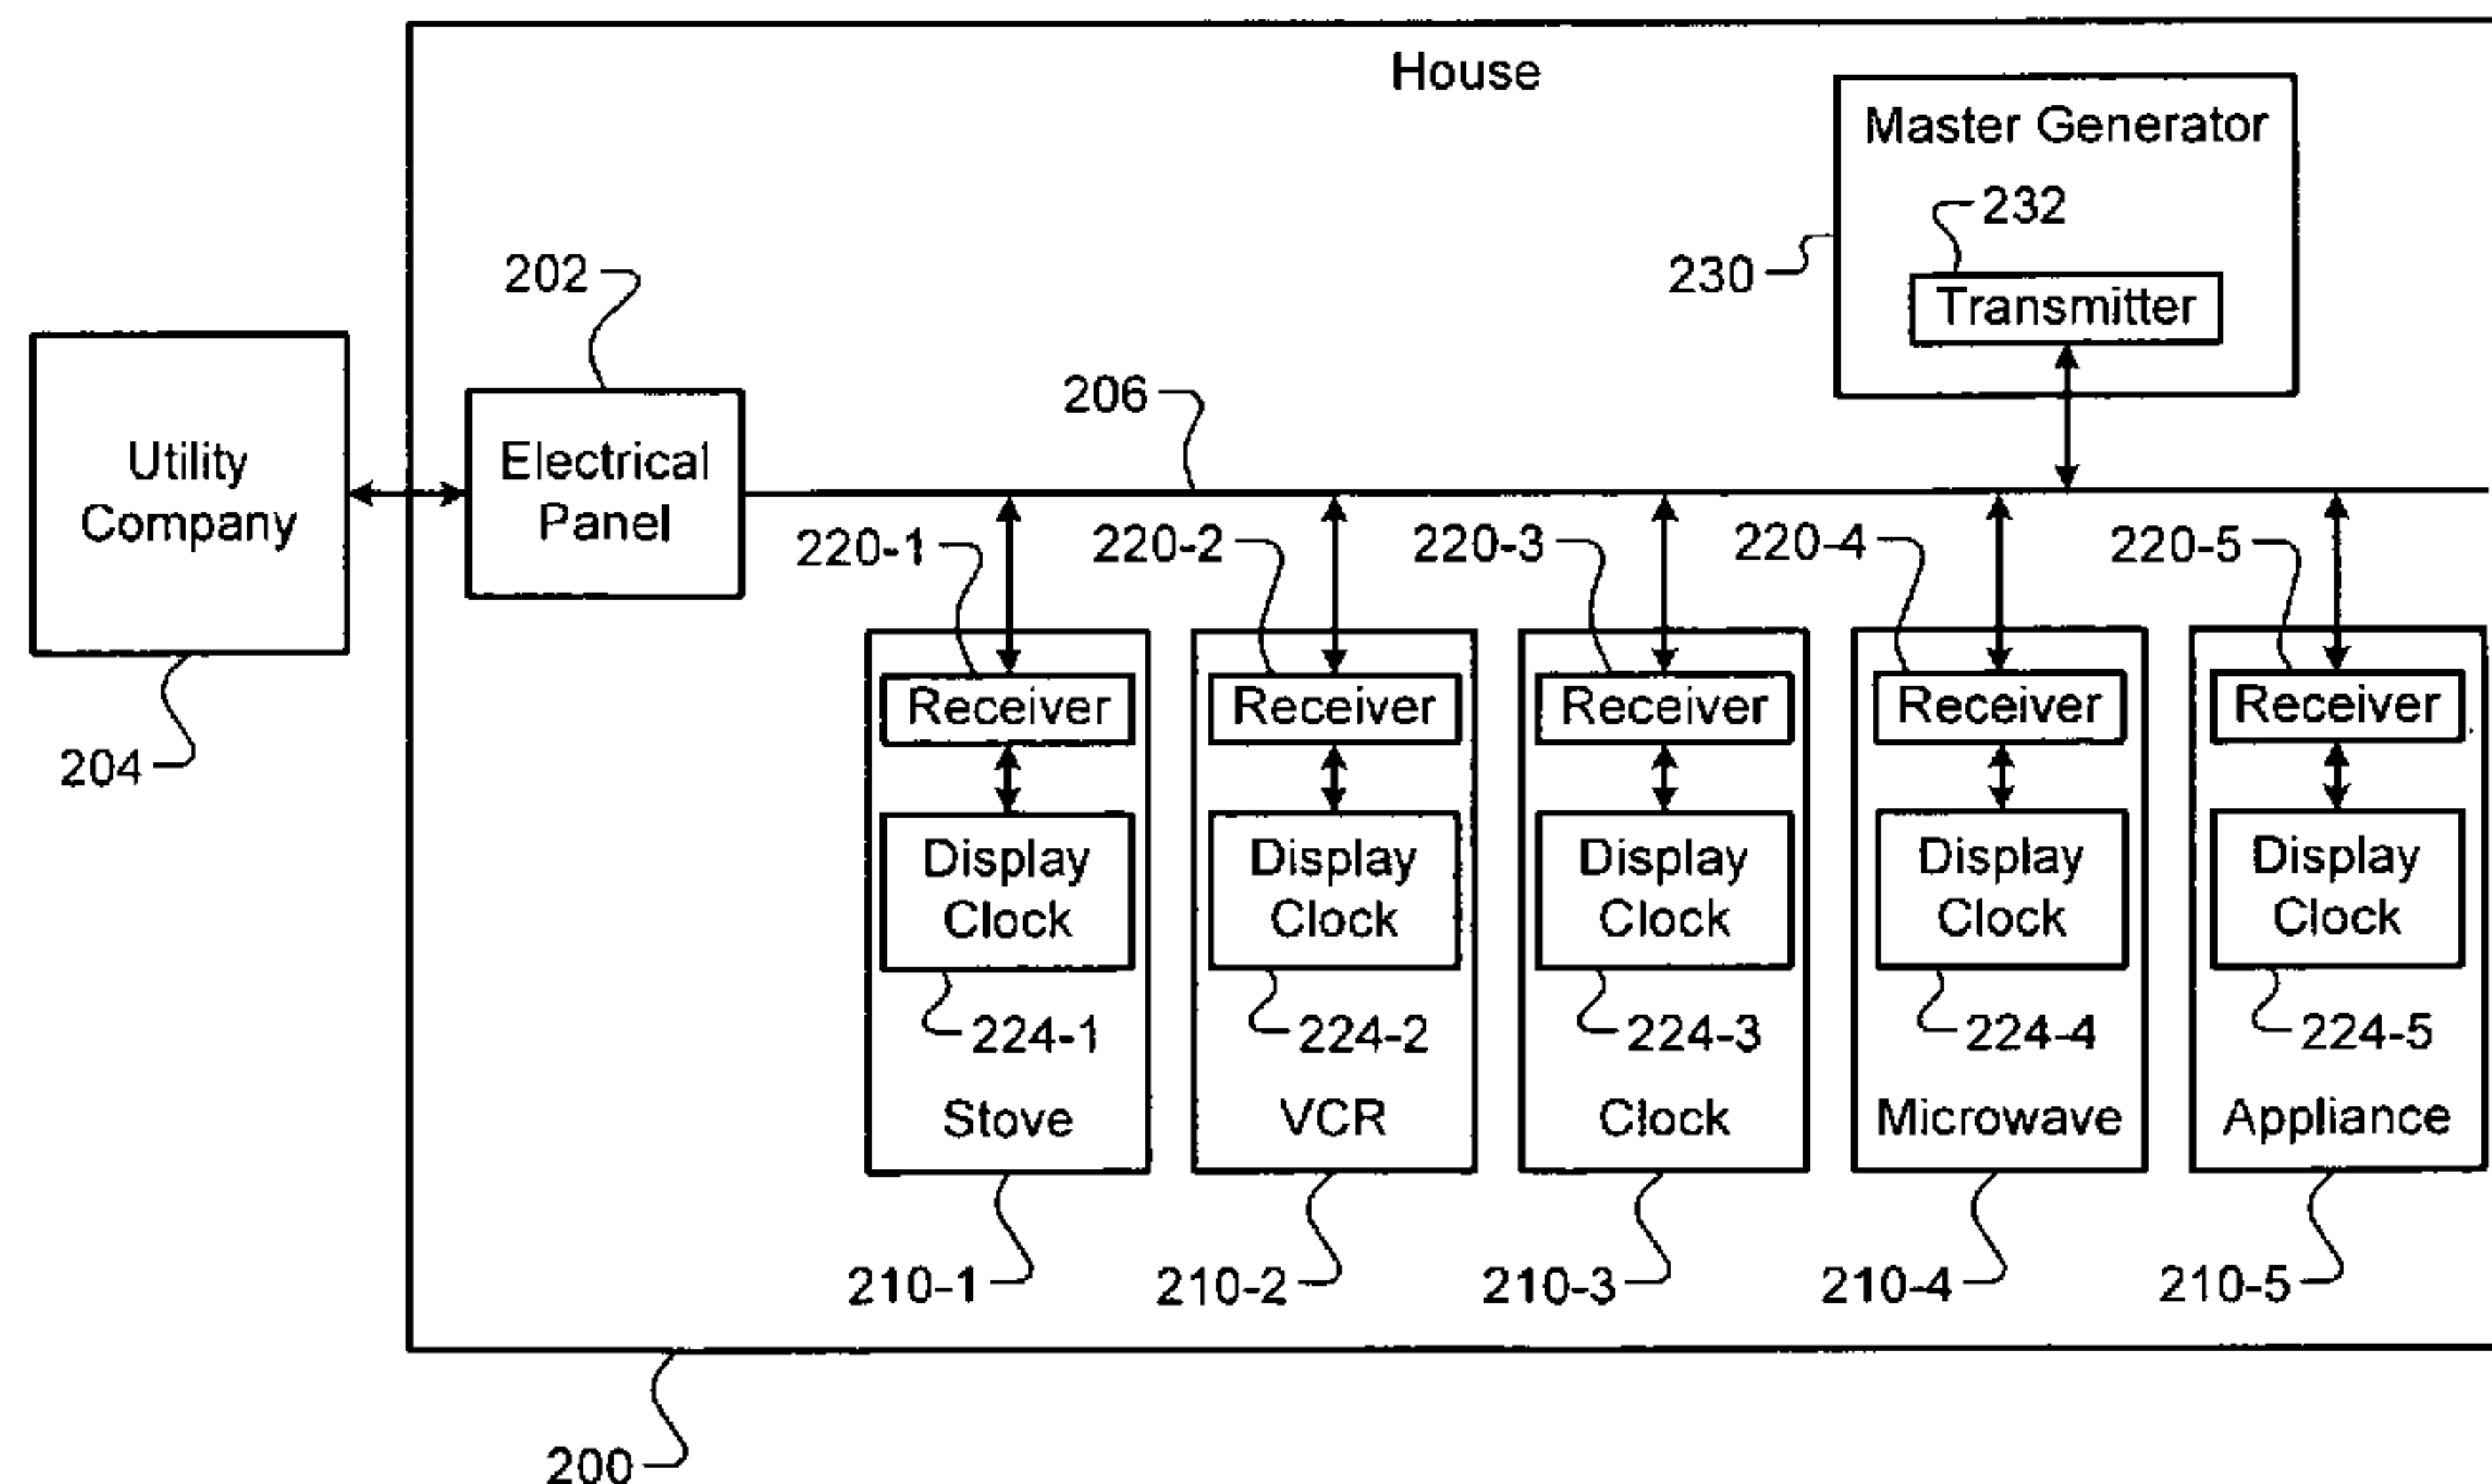 House
Master Generator
232
230
Transmitter
202
Utility
Company
204
Electrical
Panel
206
220-1
220-2
220-3
220-4
220-5
Receiver
Receiver
Receiver
Receiver
Receiver
Display
Clock
Display
Clock
Display
Clock
Display
Clock
Display
Clock
224-1
224-2
224-3
224-4
224-5
Stove
VCR
Clock
Microwave
Appliance
210-1
210-2
210-3
210-4
210-5
200